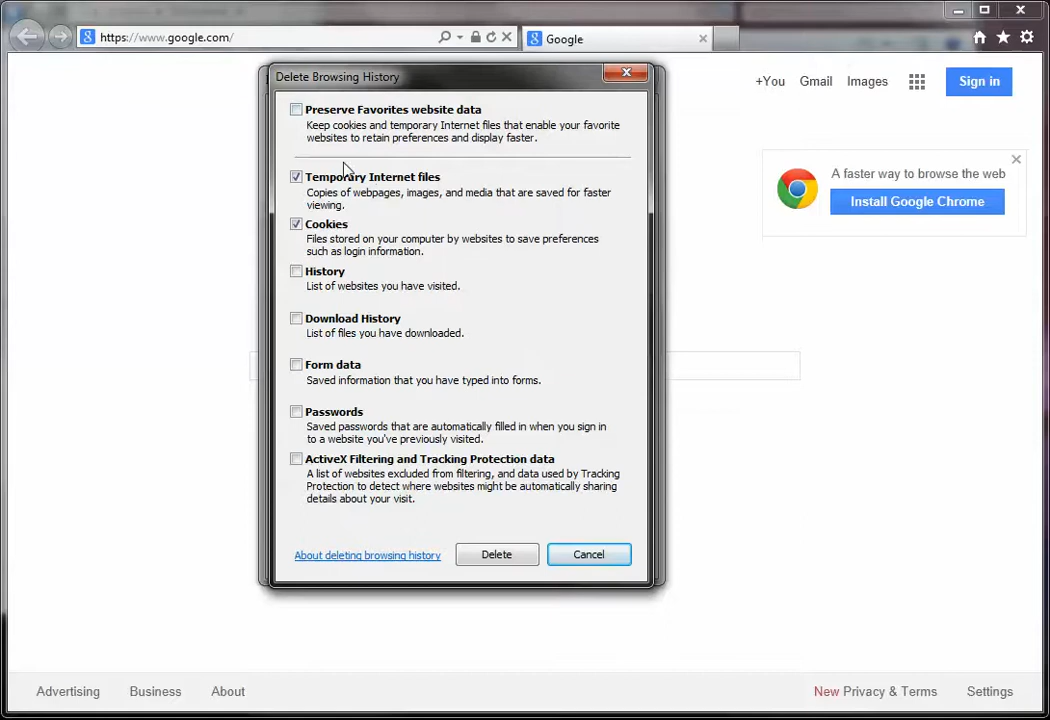 https://www.google.com/
Google
Delete Browsing History
+You Gmail Images Sign in
Preserve Favorites website data
Keep cookies and temporary Internet files that enable your favorite
websites to retain preferences and display faster.
A faster way to browse the web
Install Google Chrome
Temporary Internet files
Copies of webpages, images, and media that are saved for faster
viewing.
Cookies
Files stored on your computer by websites to save preferences
such as login information.
History
List of websites you have visited.
Download History
List of files you have downloaded.
Form data
Saved information that you have typed into forms.
Passwords
Saved passwords that are automatically filled in when you sign in
to a website you've previously visited.
ActiveX Filtering and Tracking Protection data
A list of websites excluded from filtering, and data used by Tracking
Protection to detect where websites might be automatically sharing
details about your visit.
About deleting browsing history Delete Cancel
Advertising Business About New Privacy & Terms Settings